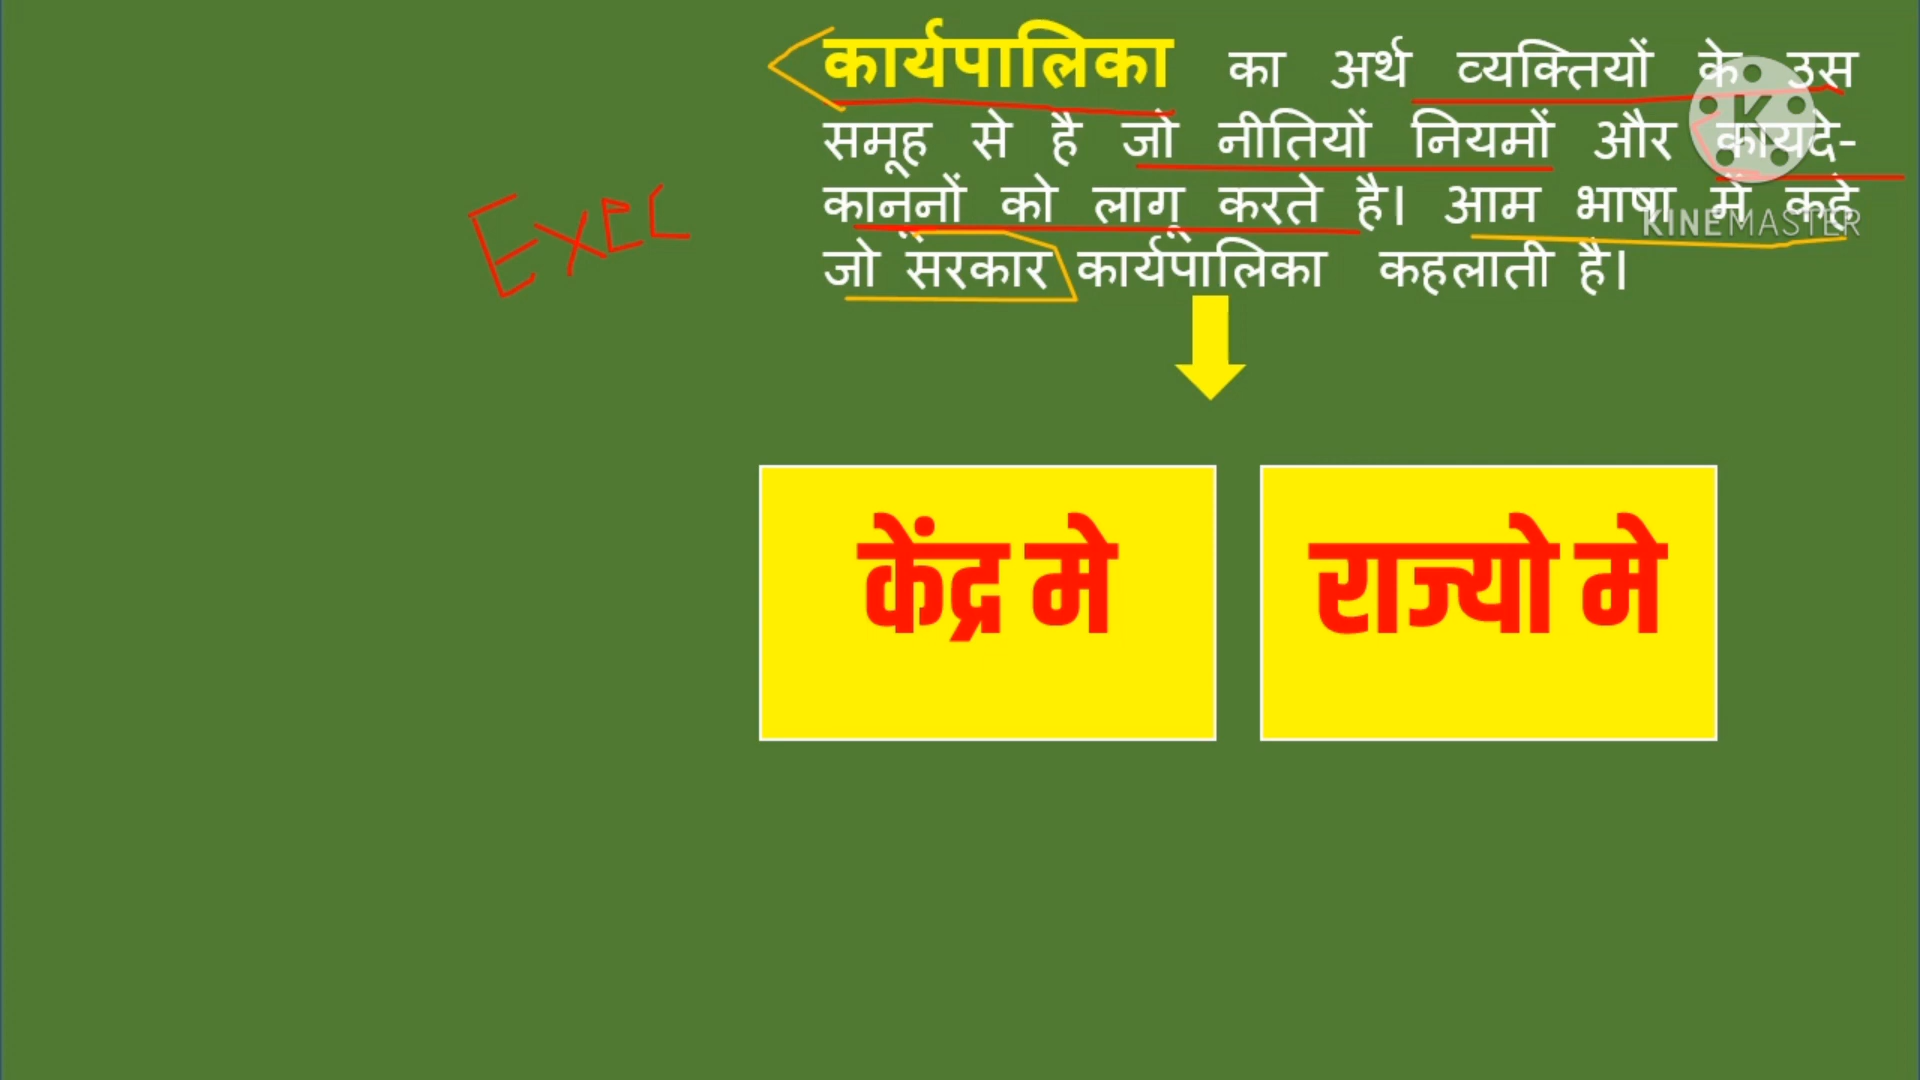 कार्यपालिका का अर्थ व्यक्तियों के उस
समूह से है जो नीतियों नियमों और कायदे-
कानूनों को लागू करते है। आम भाषा मे कहे
जो सरकार कार्यपालिका कहलाती है।
Exec
KINEMASTER
केंद्र मे
राज्यो मे